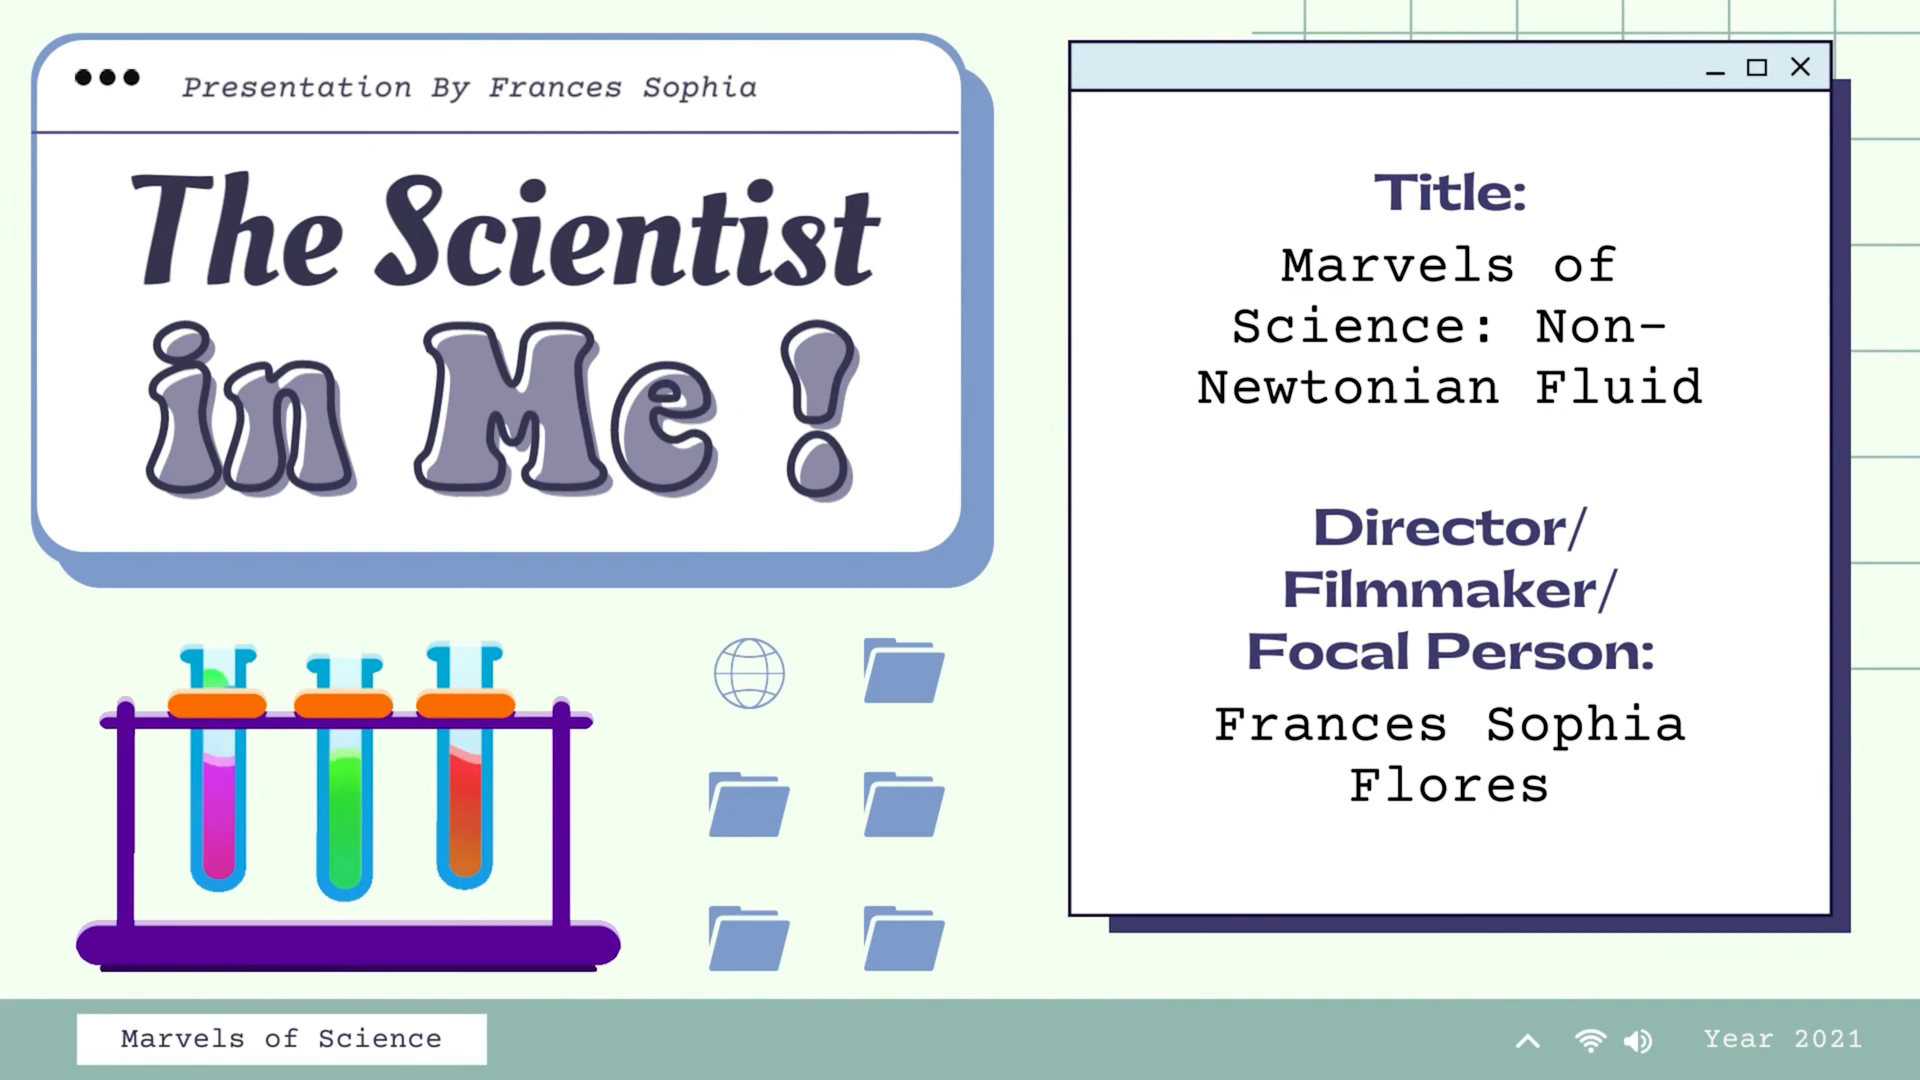 Presentation By Frances Sophia
The Scientist
in Me !
Title:
Marvels of
Science: Non-
Newtonian Fluid
Director/
Filmmaker/
Focal Person:
Frances Sophia
Flores
Marvels of Science
Year 2021